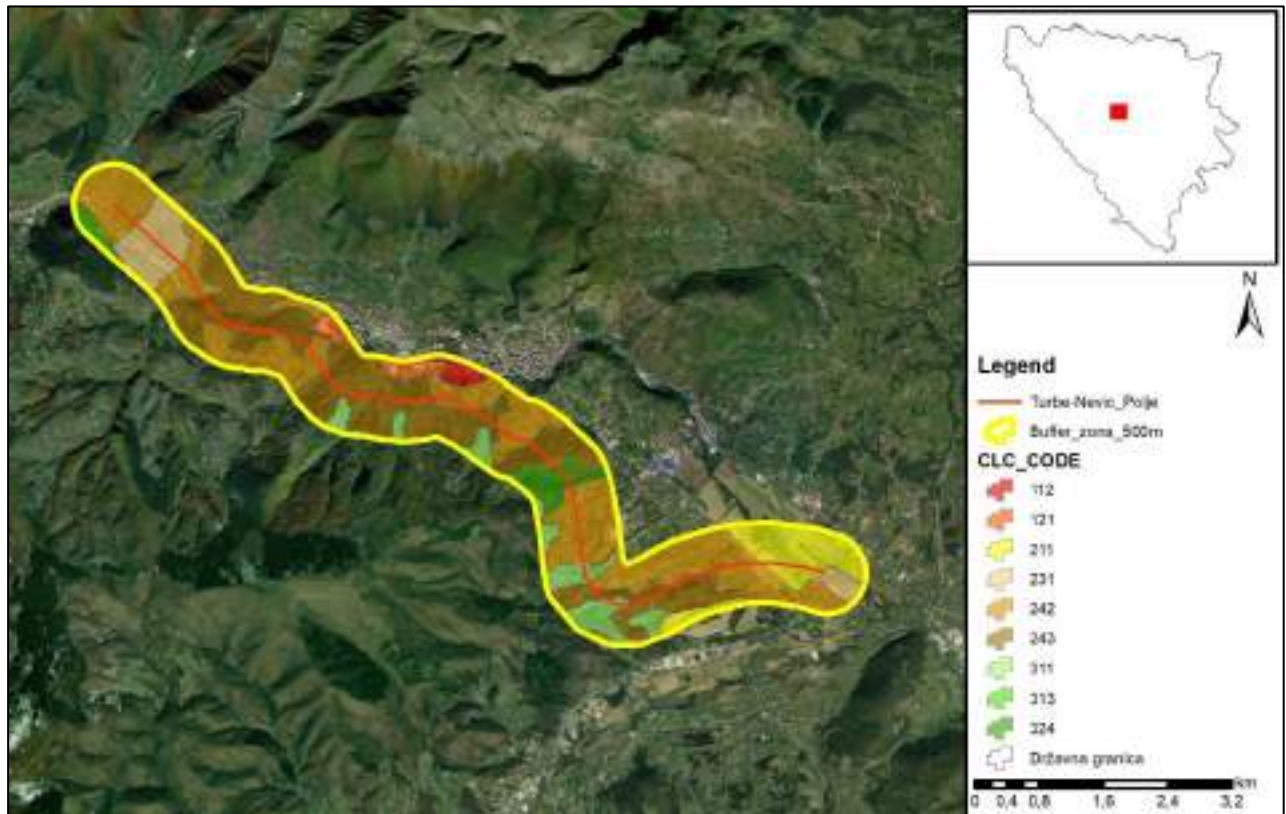 N
Legend
Turbe-Nevic_Polje
Buffer_zona_500m
CLC_CODE
112
121
211
231
242
243
311
313
324
Državna granica
km
0 0,4 0,8 1,6 2,4 3,2